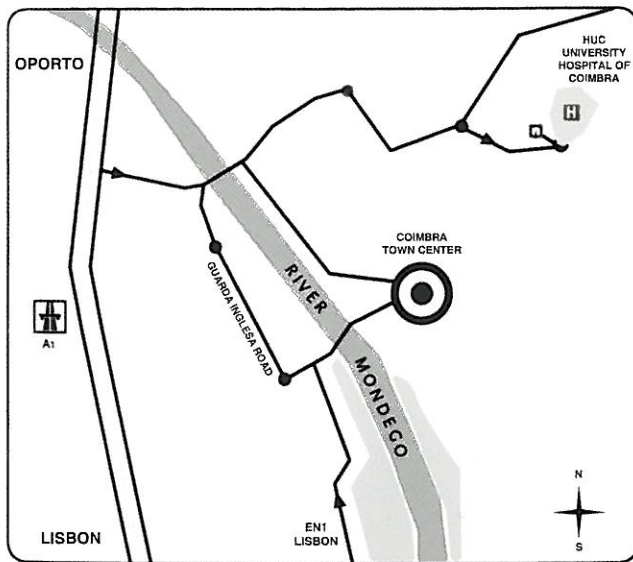 OPORTO
HUC
UNIVERSITY
HOSPITAL OF
COIMBRA
H
COIMBRA
TOWN CENTER
GUARDA INGLESA ROAD
RIVER
MONDEGO
A1
N
S
LISBON
EN1
LISBON